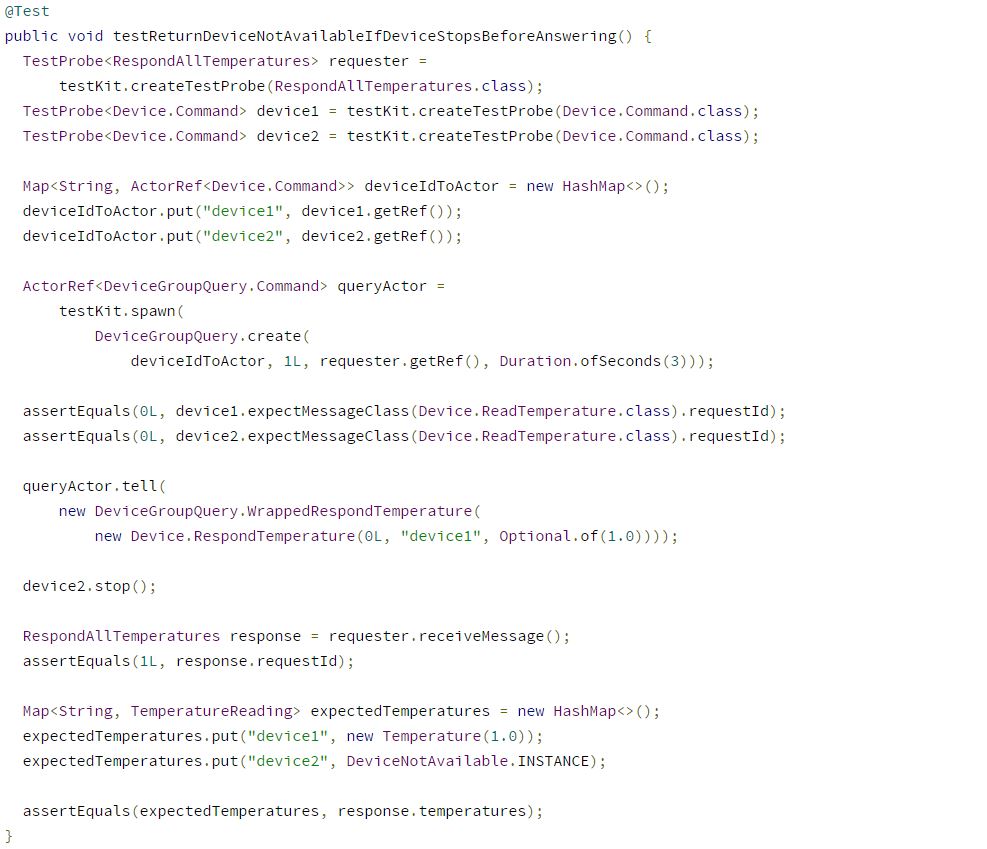 @Test
public void testReturnDeviceNotAvailableIfDeviceStopsBeforeAnswering() {
  TestProbe<RespondAllTemperatures> requester =
      testKit.createTestProbe(RespondAllTemperatures.class);
  TestProbe<Device.Command> device1 = testKit.createTestProbe(Device.Command.class);
  TestProbe<Device.Command> device2 = testKit.createTestProbe(Device.Command.class);

  Map<String, ActorRef<Device.Command>> deviceIdToActor = new HashMap<>();
  deviceIdToActor.put("device1", device1.getRef());
  deviceIdToActor.put("device2", device2.getRef());

  ActorRef<DeviceGroupQuery.Command> queryActor =
      testKit.spawn(
          DeviceGroupQuery.create(
              deviceIdToActor, 1L, requester.getRef(), Duration.ofSeconds(3)));

  assertEquals(0L, device1.expectMessageClass(Device.ReadTemperature.class).requestId);
  assertEquals(0L, device2.expectMessageClass(Device.ReadTemperature.class).requestId);

  queryActor.tell(
      new DeviceGroupQuery.WrappedRespondTemperature(
          new Device.RespondTemperature(0L, "device1", Optional.of(1.0))));

  device2.stop();

  RespondAllTemperatures response = requester.receiveMessage();
  assertEquals(1L, response.requestId);

  Map<String, TemperatureReading> expectedTemperatures = new HashMap<>();
  expectedTemperatures.put("device1", new Temperature(1.0));
  expectedTemperatures.put("device2", DeviceNotAvailable.INSTANCE);

  assertEquals(expectedTemperatures, response.temperatures);
}